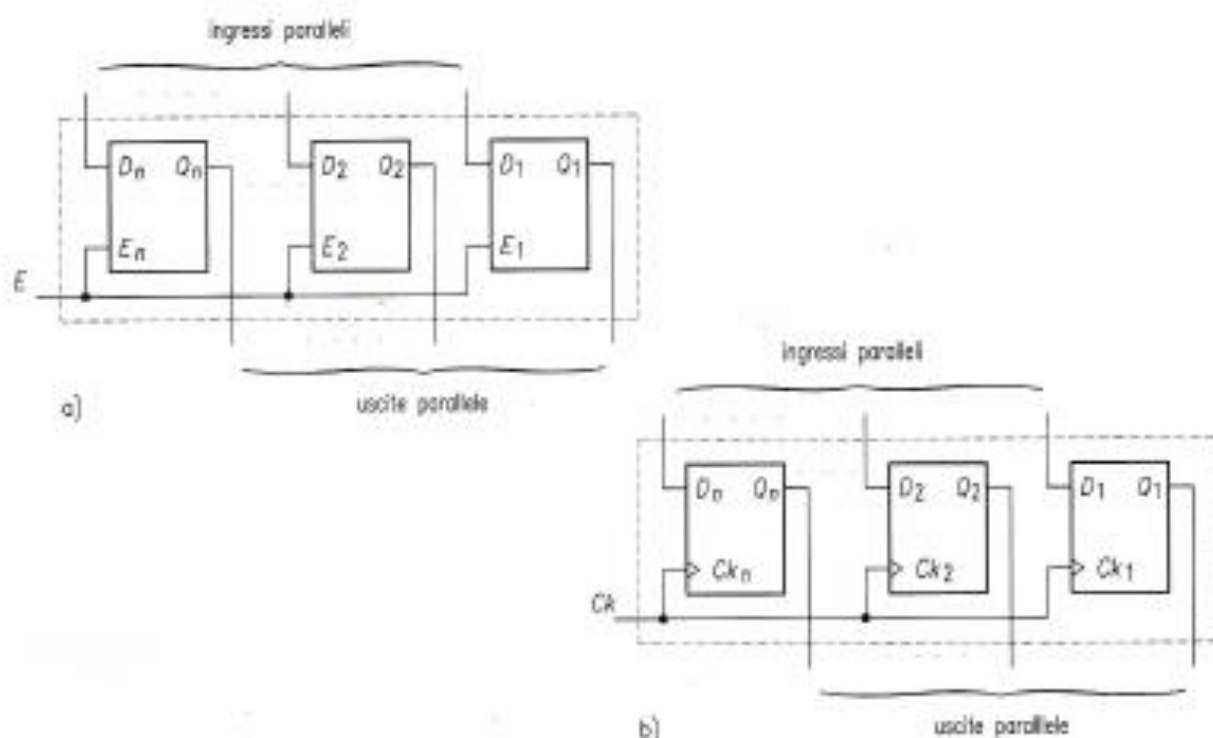 ingressi paralleli
Dn Qn D2 Q2 D1 Q1
En E2 E1
E
uscite parallele
a)
ingressi paralleli
Dn Qn D2 Q2 D1 Q1
Ckn Ck2 Ck1
Ck
uscite parallele
b)